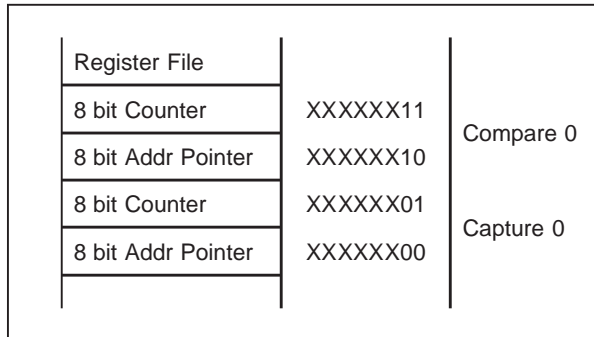 Register File
8 bit Counter XXXXXX11
Compare 0
8 bit Addr Pointer XXXXXX10
8 bit Counter XXXXXX01
Capture 0
8 bit Addr Pointer XXXXXX00